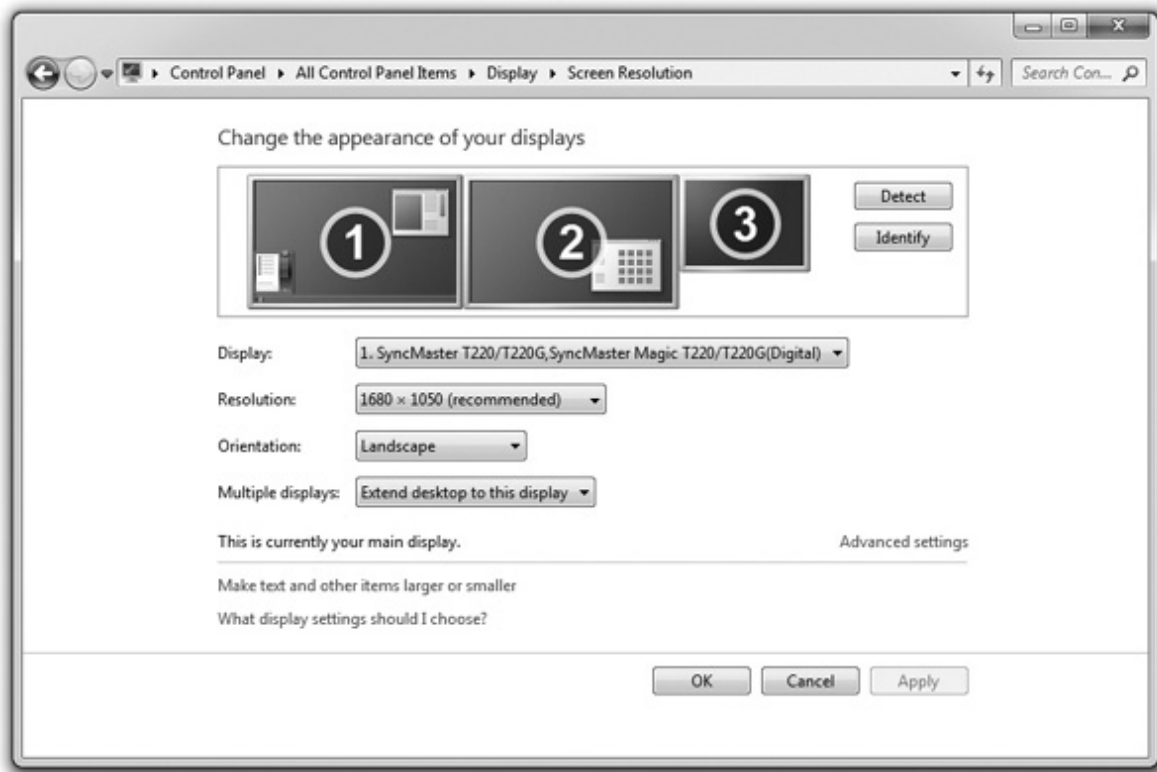 Control Panel ▸ All Control Panel Items ▸ Display ▸ Screen Resolution
Search Con...
Change the appearance of your displays
1 2 3
Detect
Identify
Display: 1. SyncMaster T220/T220G,SyncMaster Magic T220/T220G(Digital)
Resolution: 1680 × 1050 (recommended)
Orientation: Landscape
Multiple displays: Extend desktop to this display
This is currently your main display. Advanced settings
Make text and other items larger or smaller
What display settings should I choose?
OK Cancel Apply